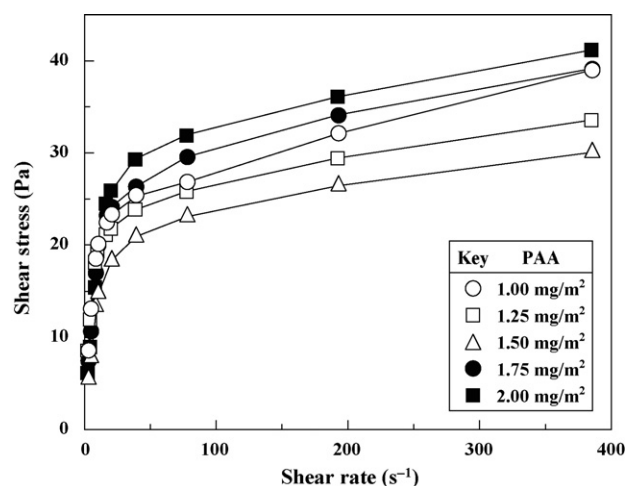 40
30
20
10
0
0 100 200 300 400
Shear stress (Pa)
Shear rate (s⁻¹)
Key PAA
1.00 mg/m²
1.25 mg/m²
1.50 mg/m²
1.75 mg/m²
2.00 mg/m²